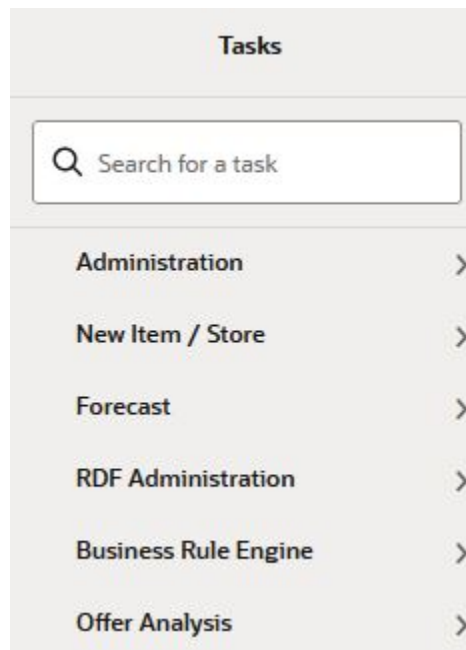 Tasks
Search for a task
Administration
New Item / Store
Forecast
RDF Administration
Business Rule Engine
Offer Analysis